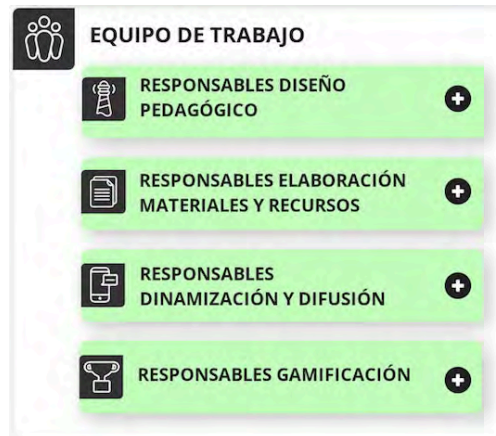 EQUIPO DE TRABAJO
RESPONSABLES DISEÑO
PEDAGÓGICO
RESPONSABLES ELABORACIÓN
MATERIALES Y RECURSOS
RESPONSABLES
DINAMIZACIÓN Y DIFUSIÓN
RESPONSABLES GAMIFICACIÓN